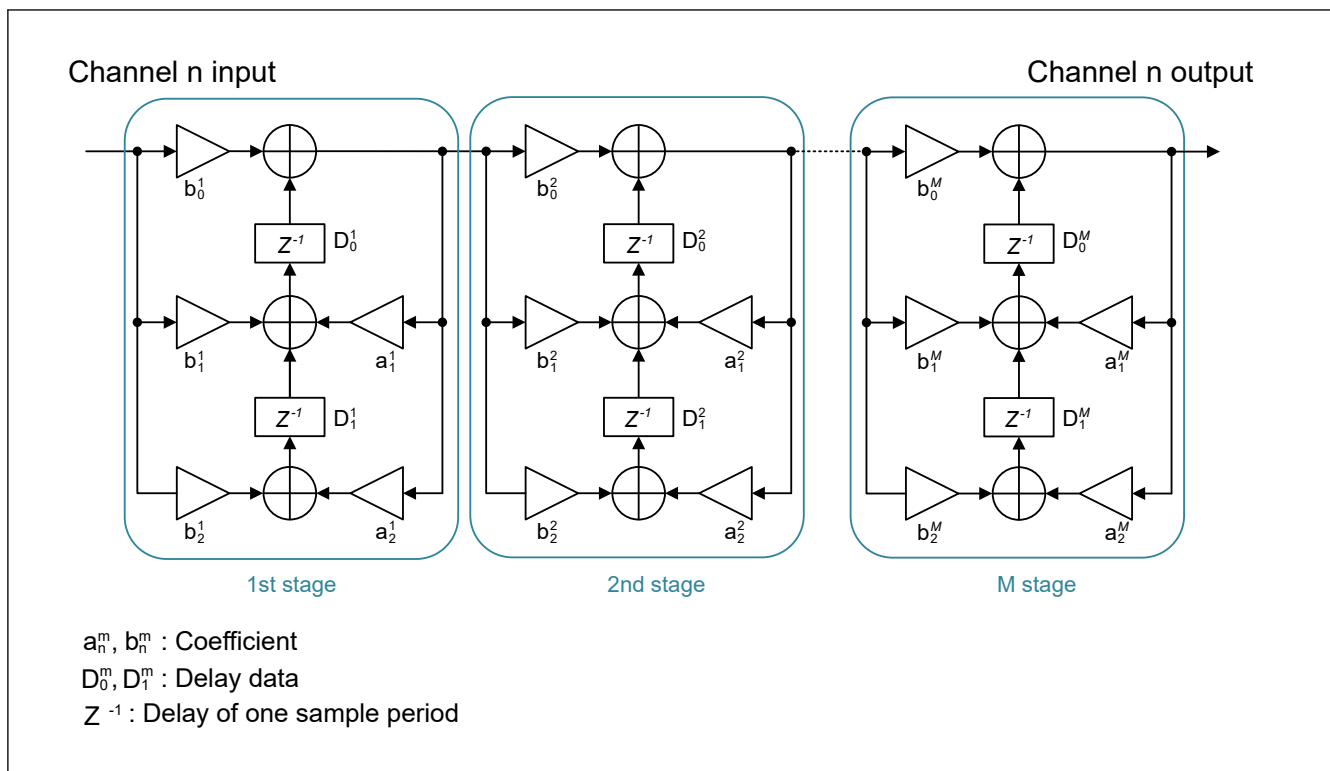 Channel n input
Channel n output
b₀¹
b₀²
b₀ᴹ
Z⁻¹ D₀¹
Z⁻¹ D₀²
Z⁻¹ D₀ᴹ
b₁¹ a₁¹
b₁² a₁²
b₁ᴹ a₁ᴹ
Z⁻¹ D₁¹
Z⁻¹ D₁²
Z⁻¹ D₁ᴹ
b₂¹ a₂¹
b₂² a₂²
b₂ᴹ a₂ᴹ
1st stage
2nd stage
M stage
aₙᵐ, bₙᵐ : Coefficient
D₀ᵐ, D₁ᵐ : Delay data
Z ⁻¹ : Delay of one sample period